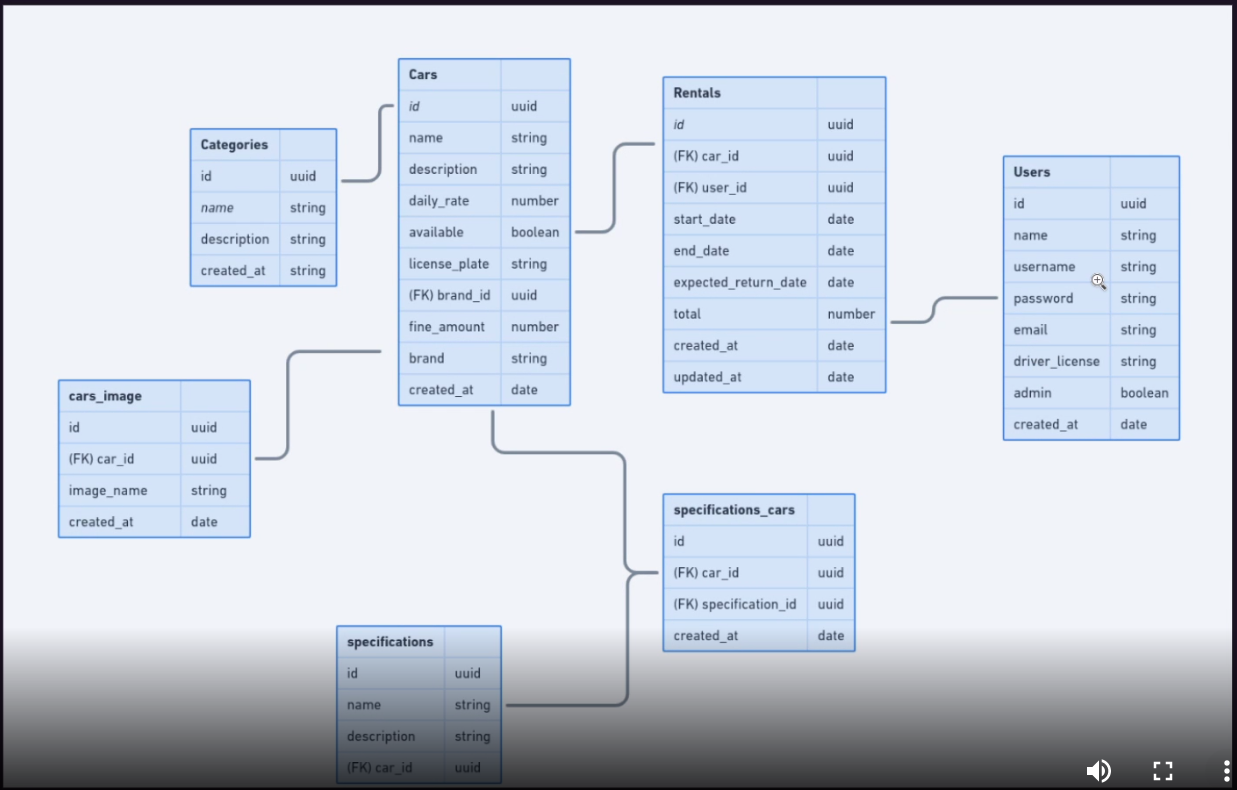 Categories
id uuid
name string
description string
created_at string
Cars
id uuid
name string
description string
daily_rate number
available boolean
license_plate string
(FK) brand_id uuid
fine_amount number
brand string
created_at date
Rentals
id uuid
(FK) car_id uuid
(FK) user_id uuid
start_date date
end_date date
expected_return_date date
total number
created_at date
updated_at date
Users
id uuid
name string
username string
password string
email string
driver_license string
admin boolean
created_at date
cars_image
id uuid
(FK) car_id uuid
image_name string
created_at date
specifications_cars
id uuid
(FK) car_id uuid
(FK) specification_id uuid
created_at date
specifications
id uuid
name string
description string
(FK) car_id uuid